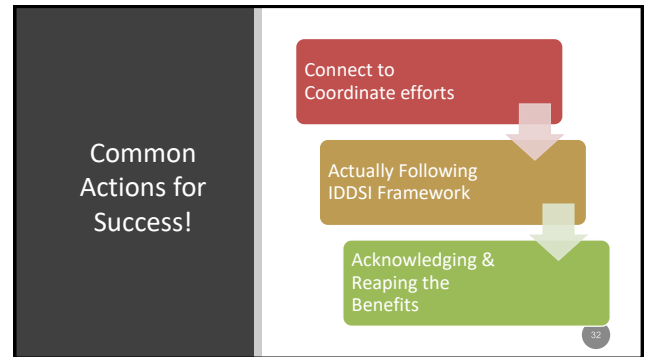 Common
Actions for
Success!
Connect to
Coordinate efforts
Actually Following
IDDSI Framework
Acknowledging &
Reaping the
Benefits
32